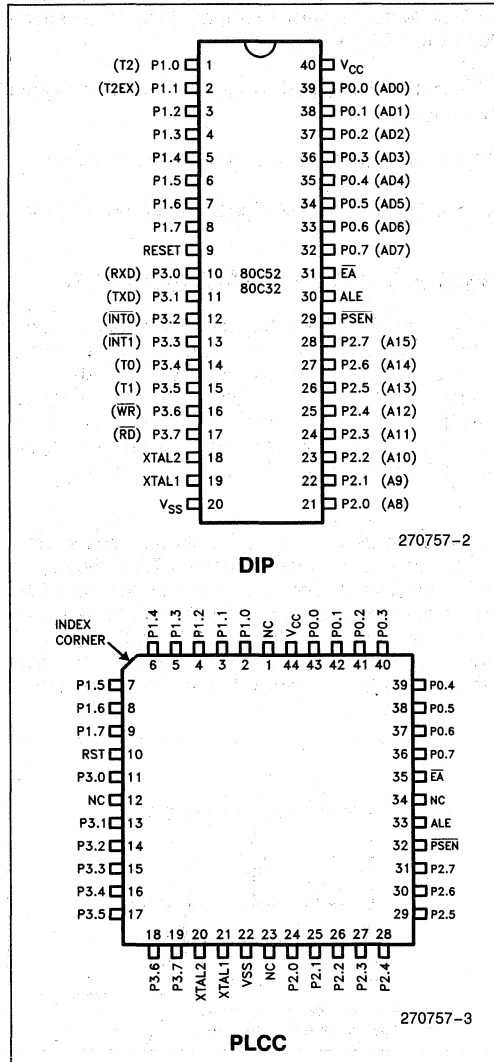 (T2) P1.0 1 40 VCC
(T2EX) P1.1 2 39 P0.0 (AD0)
P1.2 3 38 P0.1 (AD1)
P1.3 4 37 P0.2 (AD2)
P1.4 5 36 P0.3 (AD3)
P1.5 6 35 P0.4 (AD4)
P1.6 7 34 P0.5 (AD5)
P1.7 8 33 P0.6 (AD6)
RESET 9 32 P0.7 (AD7)
(RXD) P3.0 10 80C52 31 E̅A̅
80C32
(TXD) P3.1 11 30 ALE
(I̅N̅T̅0̅) P3.2 12 29 P̅S̅E̅N̅
(I̅N̅T̅1̅) P3.3 13 28 P2.7 (A15)
(T0) P3.4 14 27 P2.6 (A14)
(T1) P3.5 15 26 P2.5 (A13)
(W̅R̅) P3.6 16 25 P2.4 (A12)
(R̅D̅) P3.7 17 24 P2.3 (A11)
XTAL2 18 23 P2.2 (A10)
XTAL1 19 22 P2.1 (A9)
VSS 20 21 P2.0 (A8)
270757-2
DIP
INDEX
CORNER
P1.4 P1.3 P1.2 P1.1 P1.0 NC VCC P0.0 P0.1 P0.2 P0.3
6 5 4 3 2 1 44 43 42 41 40
P1.5 7 39 P0.4
P1.6 8 38 P0.5
P1.7 9 37 P0.6
RST 10 36 P0.7
P3.0 11 35 E̅A̅
NC 12 34 NC
P3.1 13 33 ALE
P3.2 14 32 P̅S̅E̅N̅
P3.3 15 31 P2.7
P3.4 16 30 P2.6
P3.5 17 29 P2.5
18 19 20 21 22 23 24 25 26 27 28
P3.6 P3.7 XTAL2 XTAL1 VSS NC P2.0 P2.1 P2.2 P2.3 P2.4
270757-3
PLCC